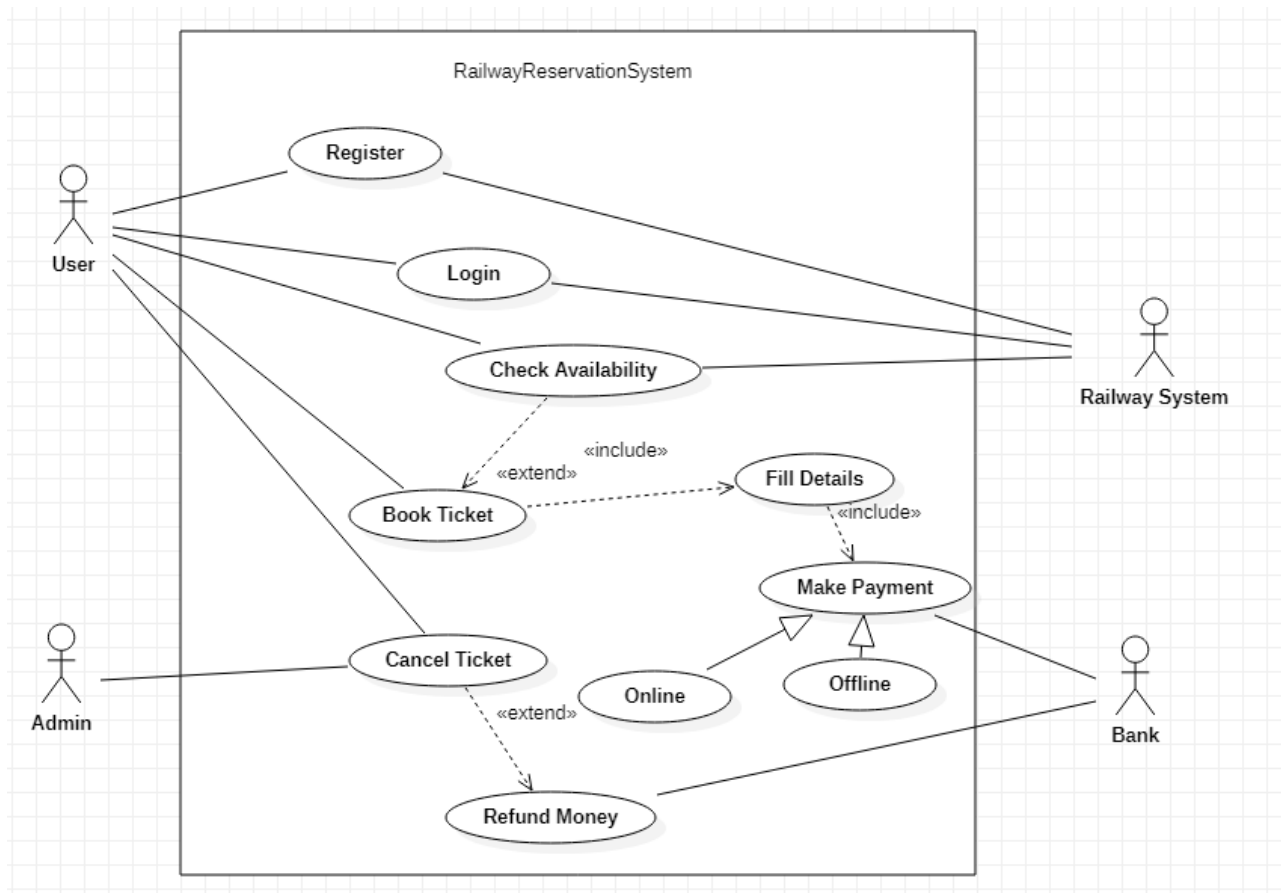 RailwayReservationSystem
Register
User
Login
Check Availability
Railway System
«include»
«extend»
Fill Details
Book Ticket
«include»
Make Payment
Cancel Ticket
Online
Offline
Admin
«extend»
Bank
Refund Money